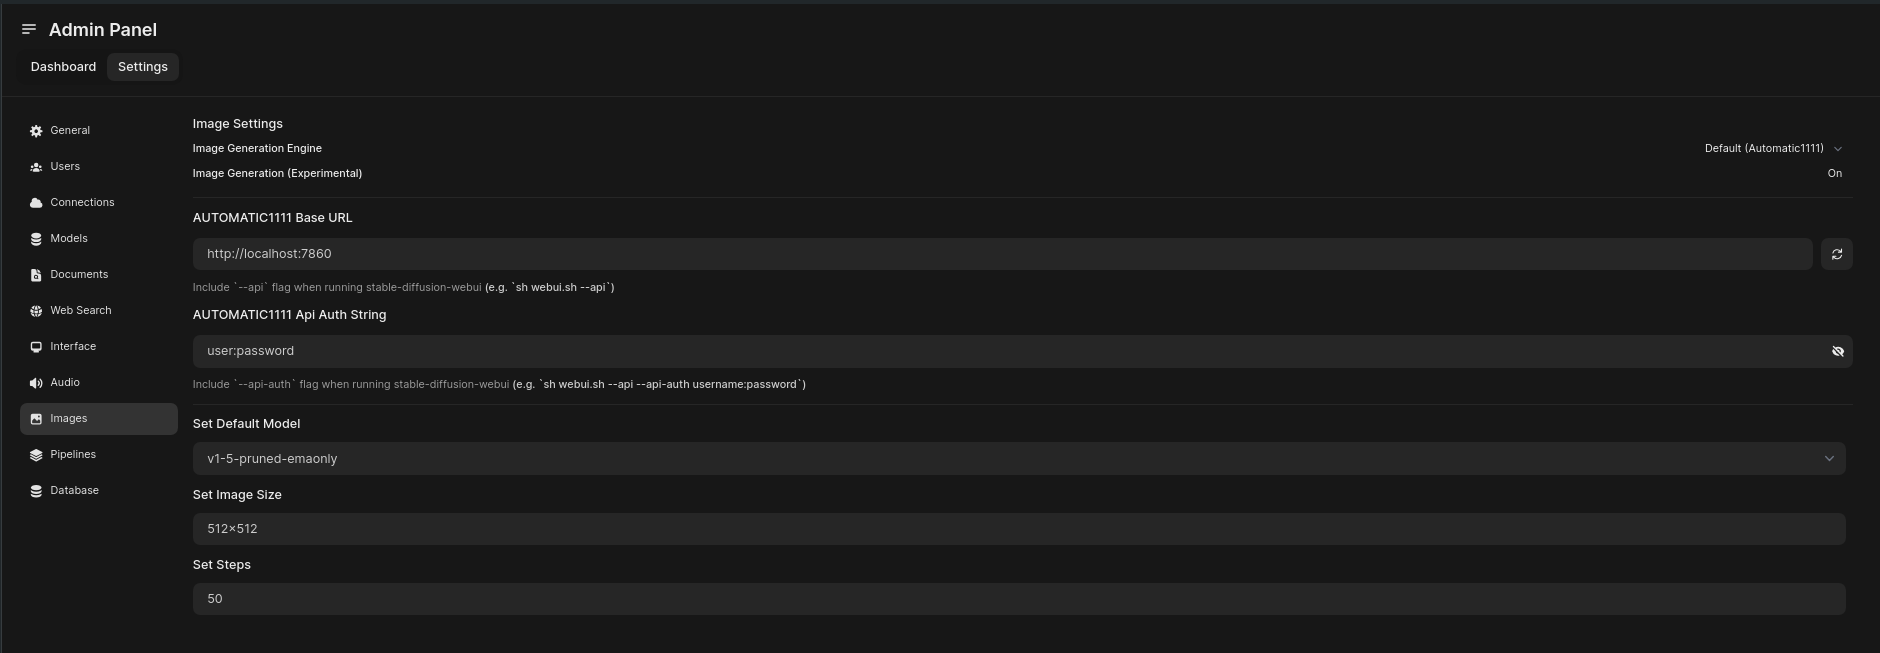 Admin Panel
Dashboard Settings
General
Users
Connections
Models
Documents
Web Search
Interface
Audio
Images
Pipelines
Database
Image Settings
Image Generation Engine Default (Automatic1111)
Image Generation (Experimental) On
AUTOMATIC1111 Base URL
http://localhost:7860
Include `--api` flag when running stable-diffusion-webui (e.g. `sh webui.sh --api`)
AUTOMATIC1111 Api Auth String
user:password
Include `--api-auth` flag when running stable-diffusion-webui (e.g. `sh webui.sh --api --api-auth username:password`)
Set Default Model
v1-5-pruned-emaonly
Set Image Size
512×512
Set Steps
50